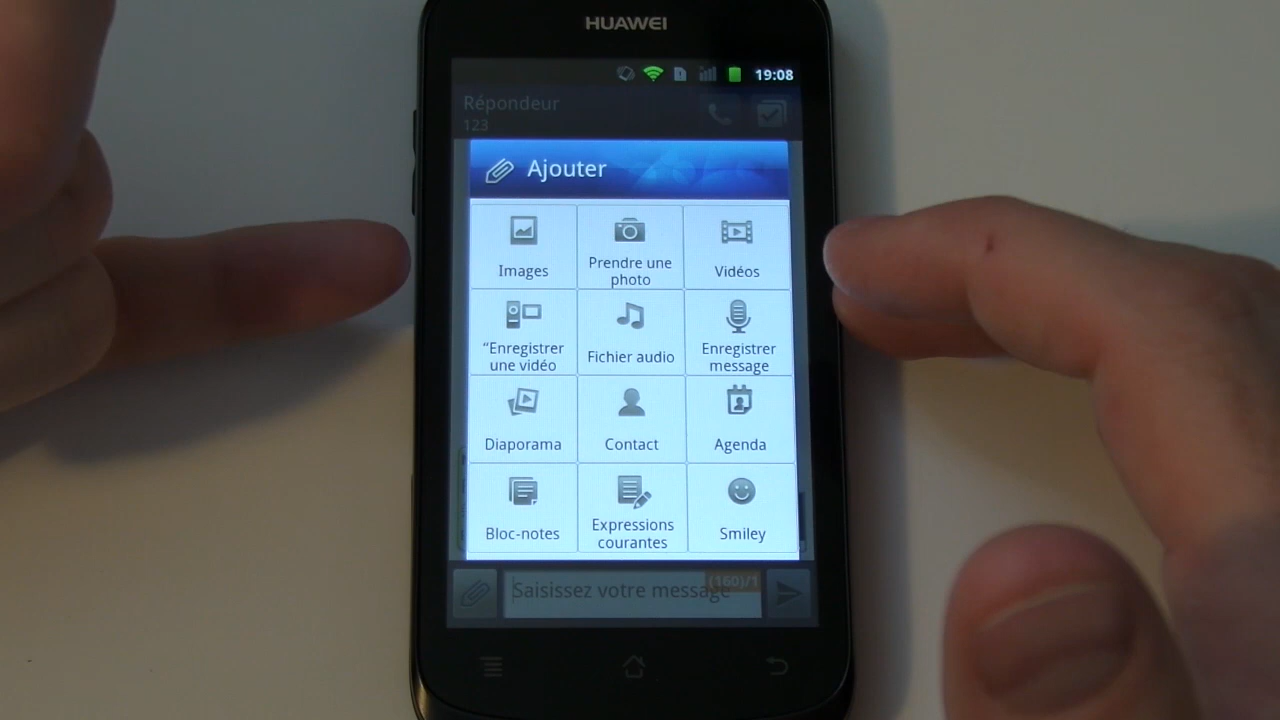 HUAWEI
19:08
Répondeur
123
Ajouter
Images
Prendre une
photo
Vidéos
“Enregistrer
une vidéo
Fichier audio
Enregistrer
message
Diaporama
Contact
Agenda
Bloc-notes
Expressions
courantes
Smiley
Saisissez votre message
(160)/1